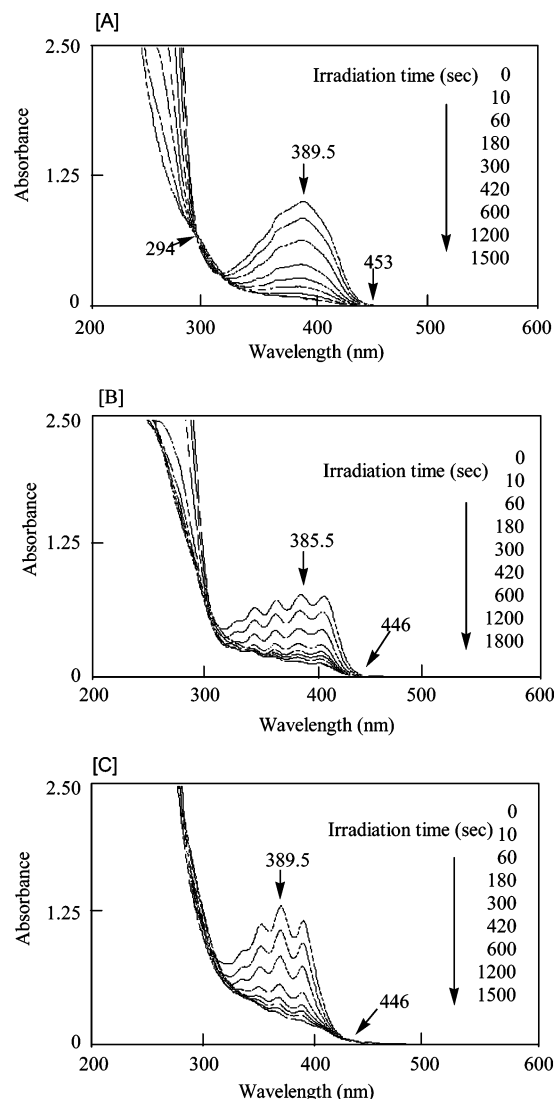 [A]
2.50
Irradiation time (sec) 0
10
60
180
300
420
600
1200
1500
389.5
1.25
294
453
0
200 300 400 500 600
Wavelength (nm)
Absorbance
[B]
2.50
0
Irradiation time (sec) 10
60
180
300
420
600
1200
1800
385.5
1.25
446
0
200 300 400 500 600
Wavelength (nm)
Absorbance
[C]
2.50
0
Irradiation time (sec) 10
60
180
300
420
600
1200
1500
389.5
1.25
446
0
200 300 400 500 600
Wavelength (nm)
Absorbance